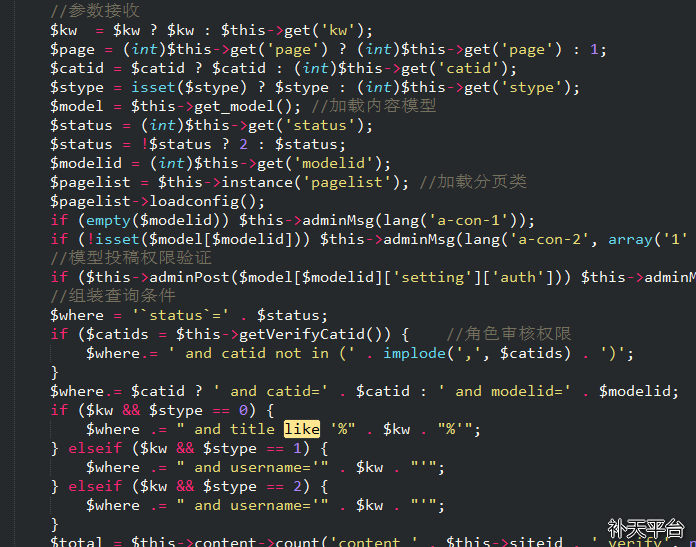 //参数接收
$kw  = $kw ? $kw : $this->get('kw');
$page = (int)$this->get('page') ? (int)$this->get('page') : 1;
$catid = $catid ? $catid : (int)$this->get('catid');
$stype = isset($stype) ? $stype : (int)$this->get('stype');
$model = $this->get_model(); //加载内容模型
$status = (int)$this->get('status');
$status = !$status ? 2 : $status;
$modelid = (int)$this->get('modelid');
$pagelist = $this->instance('pagelist'); //加载分页类
$pagelist->loadconfig();
if (empty($modelid)) $this->adminMsg(lang('a-con-1'));
if (!isset($model[$modelid])) $this->adminMsg(lang('a-con-2', array('1'
//模型投稿权限验证
if ($this->adminPost($model[$modelid]['setting']['auth'])) $this->adminM
//组装查询条件
$where = '`status`=' . $status;
if ($catids = $this->getVerifyCatid()) {    //角色审核权限
    $where.= ' and catid not in (' . implode(',', $catids) . ')';
}
$where.= $catid ? ' and catid=' . $catid : ' and modelid=' . $modelid;
if ($kw && $stype == 0) {
    $where .= " and title like '%" . $kw . "%'";
} elseif ($kw && $stype == 1) {
    $where .= " and username='" . $kw . "'";
} elseif ($kw && $stype == 2) {
    $where .= " and username='" . $kw . "'";
}
$total = $this->content->count('content_' . $this->siteid . '_verify'
补天平台